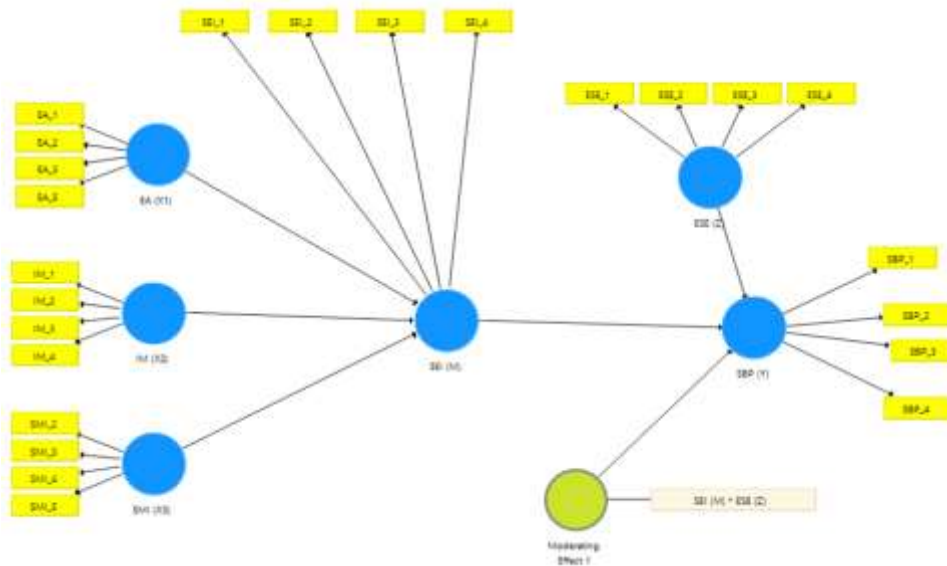 SEI_1
SEI_2
SEI_3
SEI_4
ESE_1
ESE_2
ESE_3
ESE_4
EA_1
EA_2
EA_3
EA_5
EA (X1)
ESE (Z)
SBP_1
SBP_2
SBP_3
SBP_4
IM_1
IM_2
IM_3
IM_4
IM (X2)
SEI (M)
SBP (Y)
SMI_2
SMI_3
SMI_4
SMI_5
SMI (X3)
SEI (M) * ESE (Z)
Moderating
Effect 1